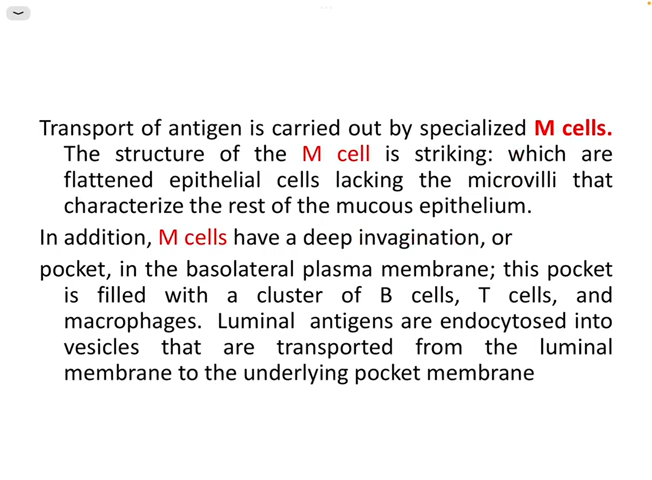 Transport of antigen is carried out by specialized M cells.
The structure of the M cell is striking: which are
flattened epithelial cells lacking the microvilli that
characterize the rest of the mucous epithelium.
In addition, M cells have a deep invagination, or
pocket, in the basolateral plasma membrane; this pocket
is filled with a cluster of B cells, T cells, and
macrophages. Luminal antigens are endocytosed into
vesicles that are transported from the luminal
membrane to the underlying pocket membrane